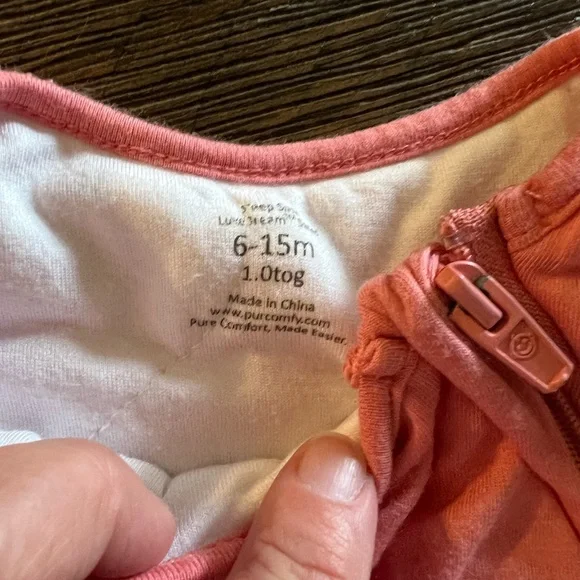 6-15m
1.0tog
Made in China
www.purcomfy.com
Pure Comfort, Made Easier.